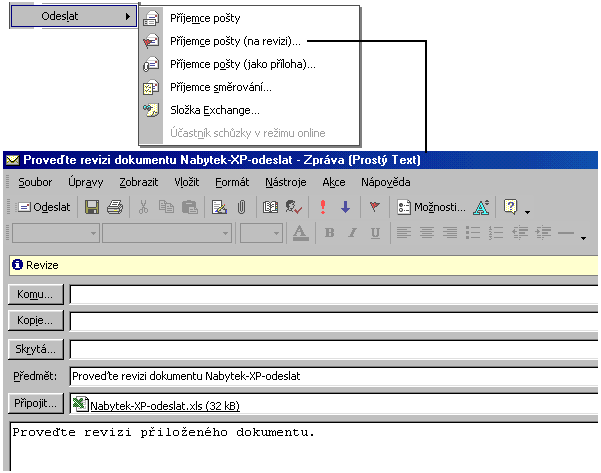 Odeslat
Příjemce pošty
Příjemce pošty (na revizi)...
Příjemce pošty (jako příloha)...
Příjemce směrování...
Složka Exchange...
Účastník schůzky v režimu online
Proveďte revizi dokumentu Nabytek-XP-odeslat - Zpráva (Prostý Text)
Soubor Úpravy Zobrazit Vložit Formát Nástroje Akce Nápověda
Odeslat Možnosti...
A B I U
Revize
Komu...
Kopie...
Skrytá...
Předmět: Proveďte revizi dokumentu Nabytek-XP-odeslat
Připojit... Nabytek-XP-odeslat.xls (32 kB)
Proveďte revizi přiloženého dokumentu.